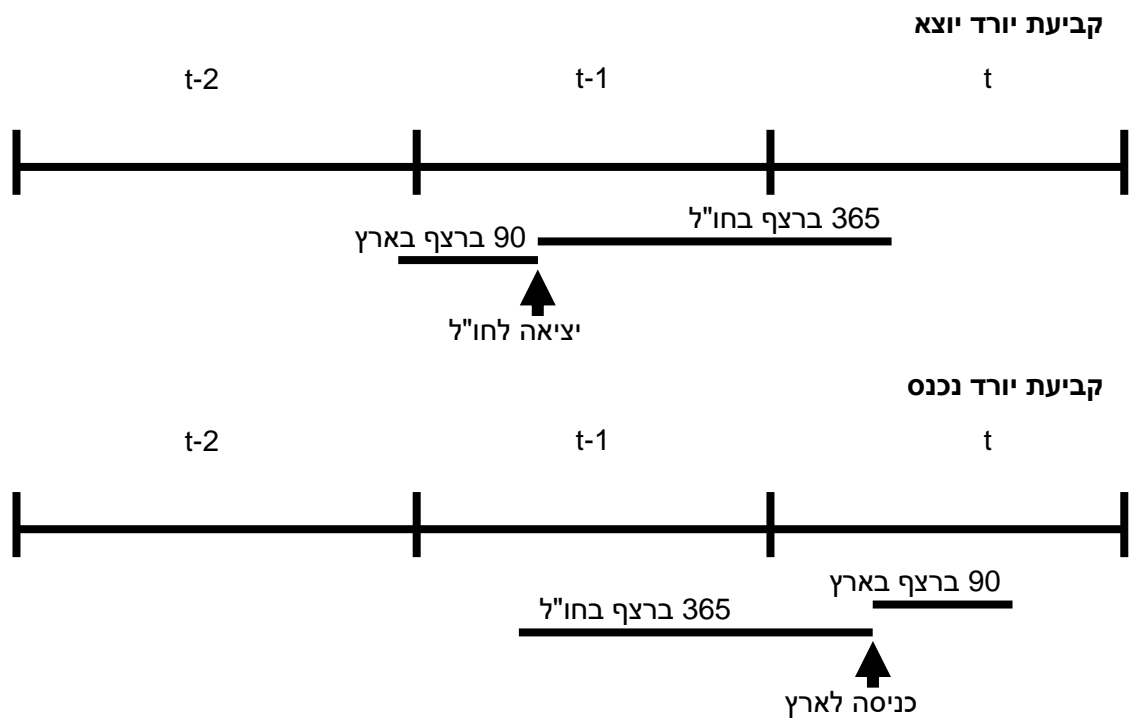 קביעת יורד יוצא
t-2
t-1
t
365 ברצף בחו"ל
90 ברצף בארץ
יציאה לחו"ל
קביעת יורד נכנס
t-2
t-1
t
90 ברצף בארץ
365 ברצף בחו"ל
כניסה לארץ